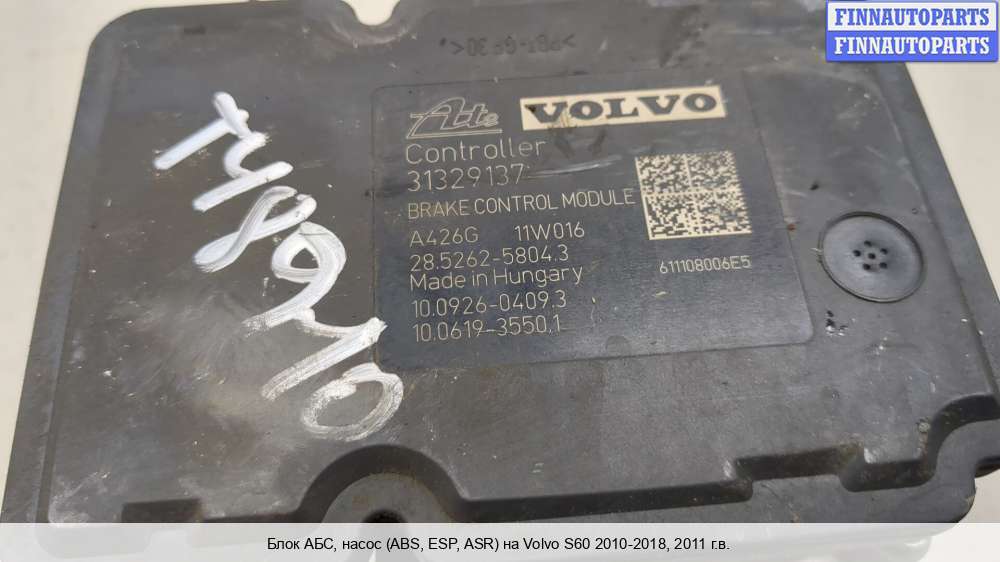 FINNAUTOPARTS
FINNAUTOPARTS
Ate VOLVO
Controller
31329137
BRAKE CONTROL MODULE
A426G 11W016
28.5262-5804.3
Made in Hungary
611108006E5
10.0926-0409.3
10.0619-3550.1
Блок АБС, насос (ABS, ESP, ASR) на Volvo S60 2010-2018, 2011 г.в.